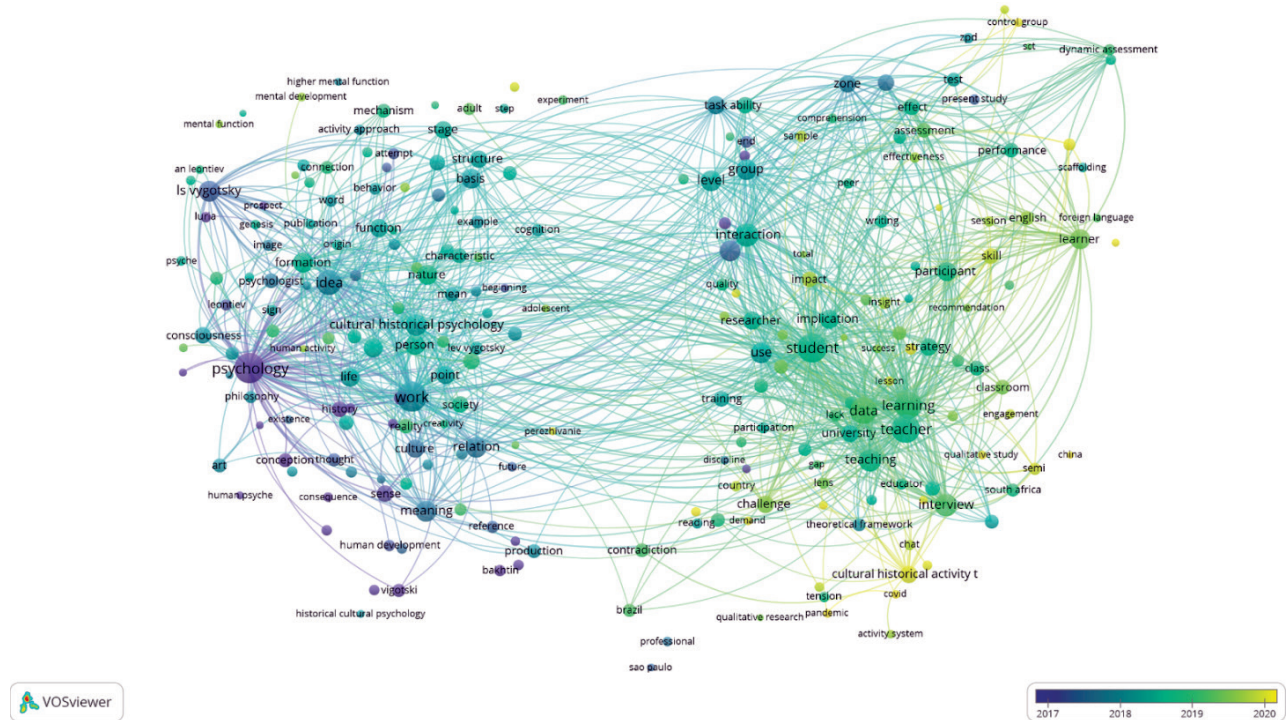 control group
zpd
sct
dynamic assessment
higher mental function
mental development
zone
test
present study
mechanism
adult
step
experiment
task ability
effect
comprehension
mental function
activity approach
stage
sample
assessment
attempt
end
effectiveness
performance
an leontiev
connection
structure
basis
group
scaffolding
ls vygotsky
behavior
level
peer
prospect
word
luria
genesis
publication
function
example
cognition
writing
session
english
foreign language
image
origin
interaction
learner
psyche
formation
characteristic
total
skill
psychologist
idea
nature
quality
impact
participant
leontiev
mean
beginning
insight
recommendation
sign
adolescent
cultural historical psychology
researcher
implication
consciousness
human activity
person
lev vygotsky
use
student
success
strategy
psychology
life
point
lesson
class
philosophy
work
training
classroom
history
society
data
learning
existence
reality
creativity
lack
engagement
perezhivanie
participation
university
teacher
culture
relation
art
conception
thought
future
discipline
gap
teaching
qualitative study
china
semi
human psyche
consequence
sense
country
lens
educator
south africa
meaning
challenge
interview
reference
reading
demand
theoretical framework
human development
production
contradiction
chat
bakhtin
cultural historical activity t
vigotski
covid
tension
historical cultural psychology
brazil
qualitative research
pandemic
activity system
professional
sao paulo
VOSviewer
2017 2018 2019 2020